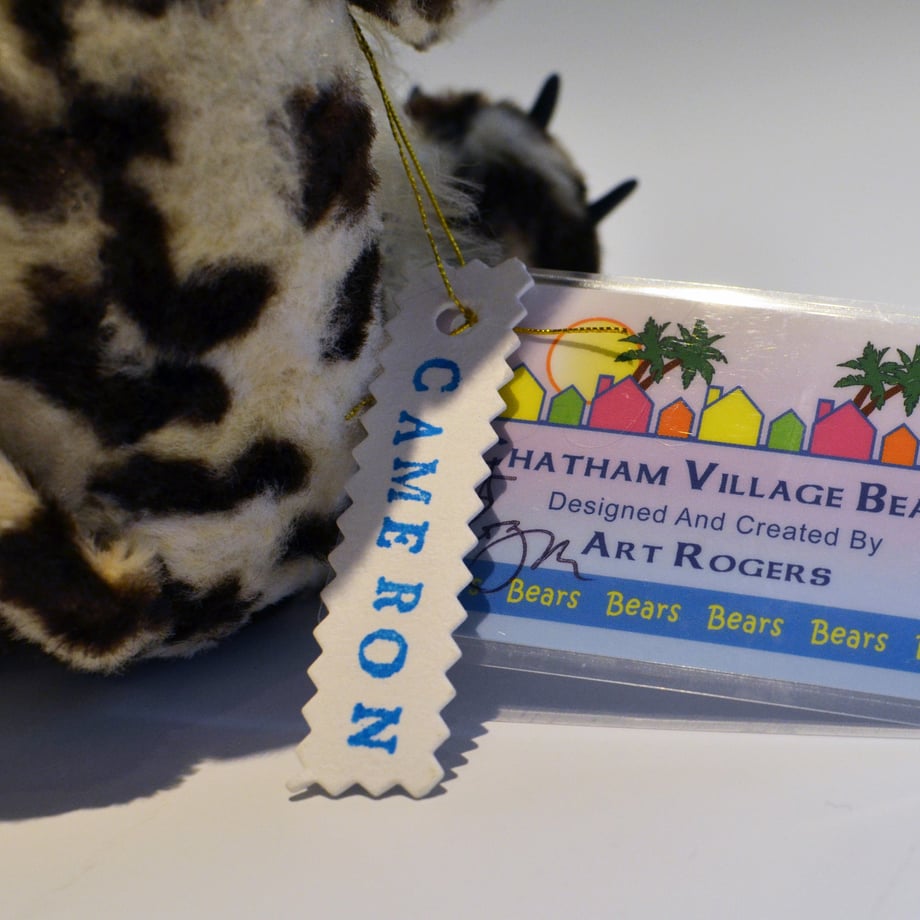 CAMERON
HATHAM VILLAGE BEA
Designed And Created By
ART ROGERS
Bears Bears Bears Bears